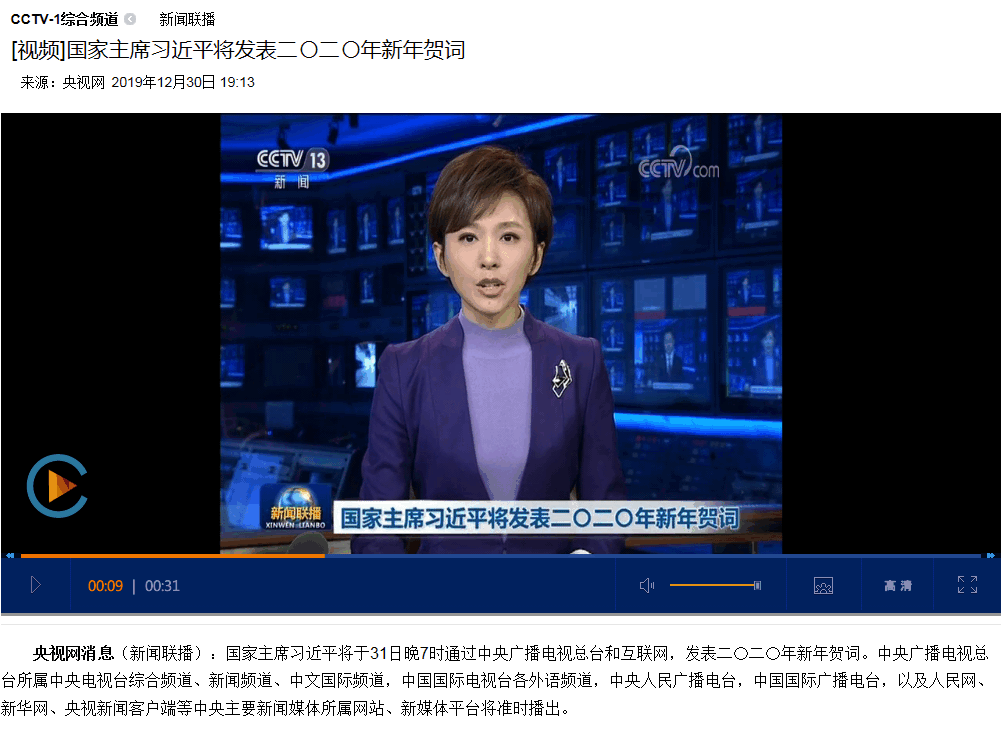 CCTV-1综合频道 新闻联播
[视频]国家主席习近平将发表二〇二〇年新年贺词
来源：央视网 2019年12月30日 19:13
CCTV 13
新闻
CCTV.com
新闻联播
XINWEN LIANBO
国家主席习近平将发表二〇二〇年新年贺词
00:09 | 00:31
高清
央视网消息（新闻联播）：国家主席习近平将于31日晚7时通过中央广播电视总台和互联网，发表二〇二〇年新年贺词。中央广播电视总
台所属中央电视台综合频道、新闻频道、中文国际频道，中国国际电视台各外语频道，中央人民广播电台，中国国际广播电台，以及人民网、
新华网、央视新闻客户端等中央主要新闻媒体所属网站、新媒体平台将准时播出。